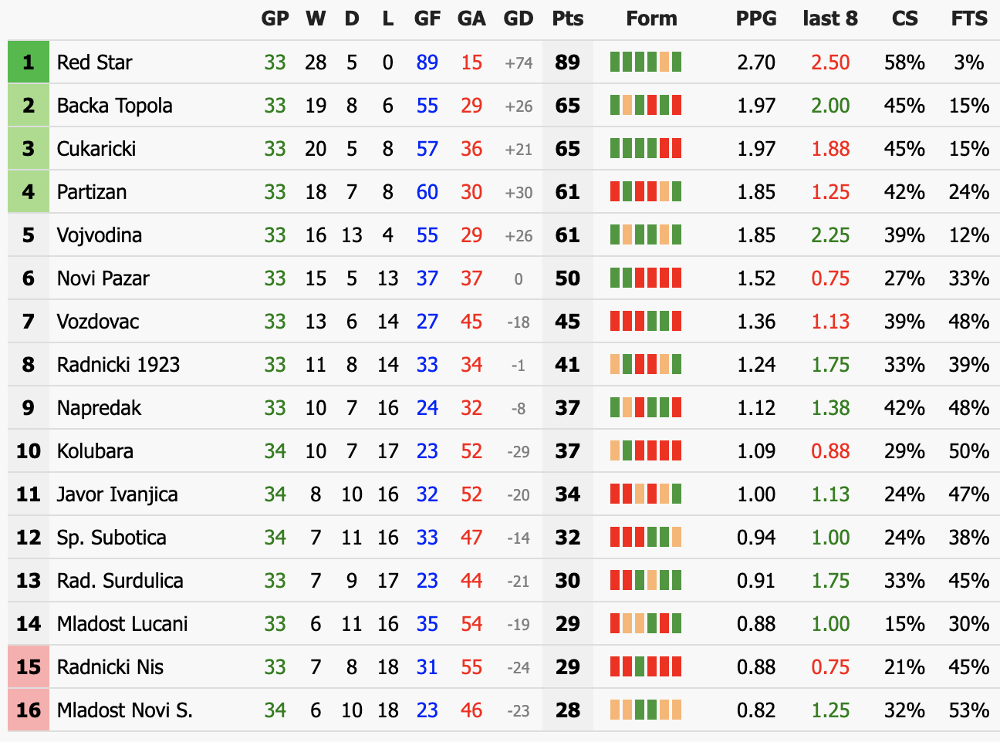 GP W D L GF GA GD Pts Form PPG last 8 CS FTS
1 Red Star 33 28 5 0 89 15 +74 89 2.70 2.50 58% 3%
2 Backa Topola 33 19 8 6 55 29 +26 65 1.97 2.00 45% 15%
3 Cukaricki 33 20 5 8 57 36 +21 65 1.97 1.88 45% 15%
4 Partizan 33 18 7 8 60 30 +30 61 1.85 1.25 42% 24%
5 Vojvodina 33 16 13 4 55 29 +26 61 1.85 2.25 39% 12%
6 Novi Pazar 33 15 5 13 37 37 0 50 1.52 0.75 27% 33%
7 Vozdovac 33 13 6 14 27 45 -18 45 1.36 1.13 39% 48%
8 Radnicki 1923 33 11 8 14 33 34 -1 41 1.24 1.75 33% 39%
9 Napredak 33 10 7 16 24 32 -8 37 1.12 1.38 42% 48%
10 Kolubara 34 10 7 17 23 52 -29 37 1.09 0.88 29% 50%
11 Javor Ivanjica 34 8 10 16 32 52 -20 34 1.00 1.13 24% 47%
12 Sp. Subotica 34 7 11 16 33 47 -14 32 0.94 1.00 24% 38%
13 Rad. Surdulica 33 7 9 17 23 44 -21 30 0.91 1.75 33% 45%
14 Mladost Lucani 33 6 11 16 35 54 -19 29 0.88 1.00 15% 30%
15 Radnicki Nis 33 7 8 18 31 55 -24 29 0.88 0.75 21% 45%
16 Mladost Novi S. 34 6 10 18 23 46 -23 28 0.82 1.25 32% 53%